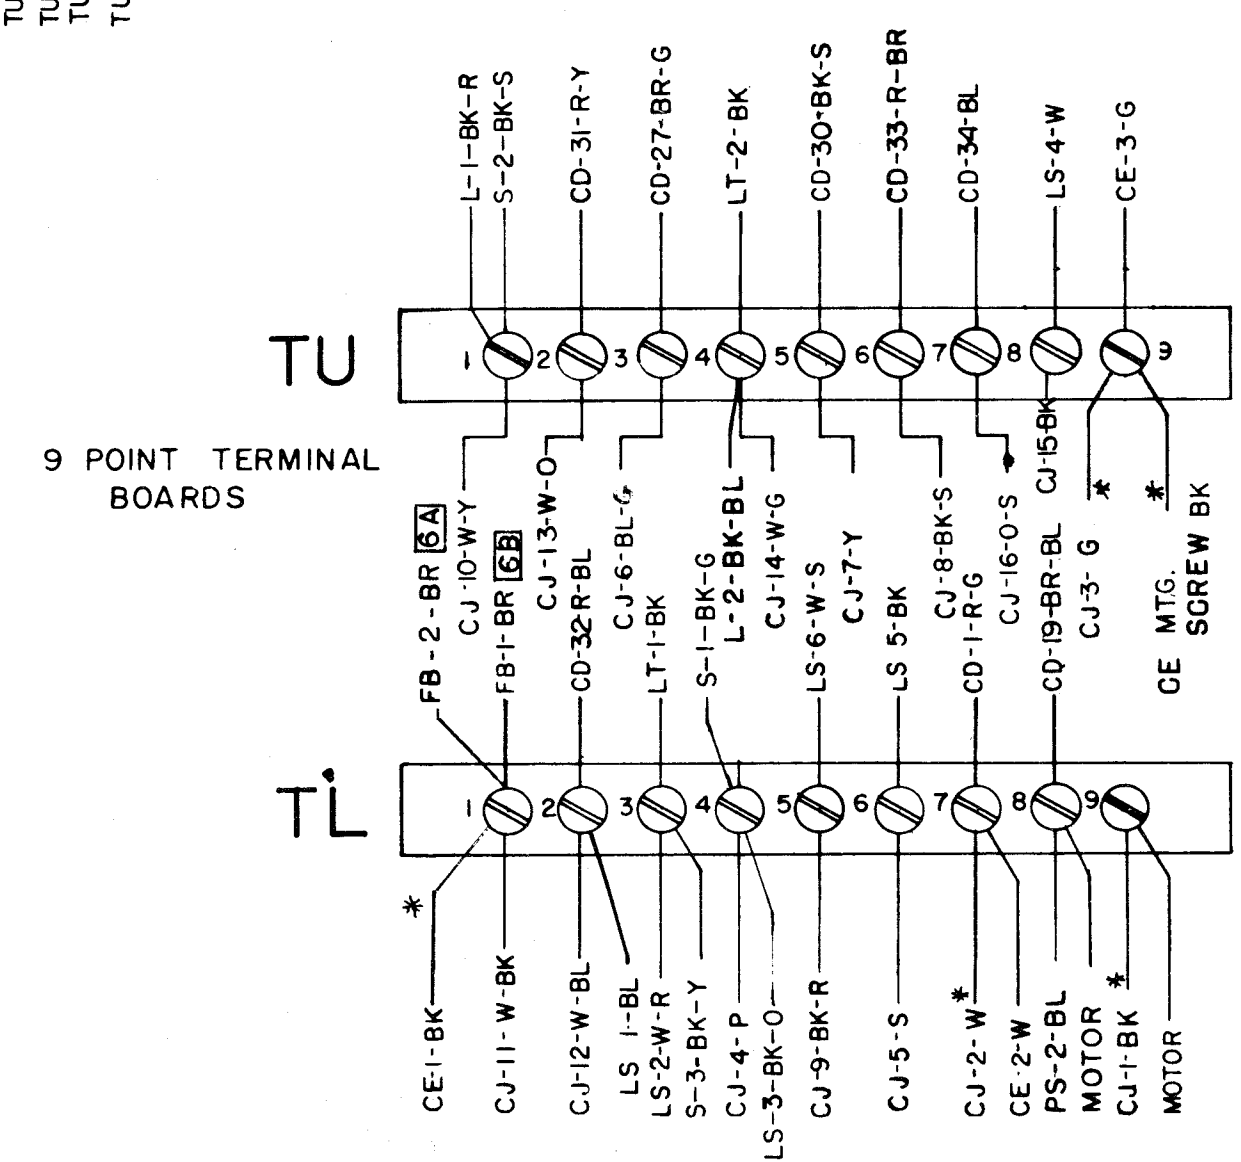 TU
TU
TU
TU
L-1-BK-R
S-2-BK-S
CD-31-R-Y
CD-27-BR-G
LT-2-BK
CD-30-BK-S
CD-33-R-BR
CD-34-BL
LS-4-W
CE-3-G
TU
1 2 3 4 5 6 7 8 9
9 POINT TERMINAL
BOARDS
CJ-10-W-Y
CJ-13-W-O
CJ-6-BL-G
L-2-BK-BL
CJ-14-W-G
CJ-7-Y
CJ-8-BK-S
CJ-16-O-S
CJ-15-BK
CJ-3-G *
* CE MTG.
SCREW BK
FB-2-BR 6A
FB-1-BR 6B
CD-32-R-BL
LT-1-BK
S-1-BK-G
LS-6-W-S
LS 5-BK
CD-1-R-G
CD-19-BR-BL
TL
1 2 3 4 5 6 7 8 9
CE-1-BK *
CJ-11-W-BK
CJ-12-W-BL
LS 1-BL
LS-2-W-R
S-3-BK-Y
CJ-4-P
LS-3-BK-O
CJ-9-BK-R
CJ-5-S
CJ-2-W *
CE-2-W
PS-2-BL
MOTOR
CJ-1-BK *
MOTOR